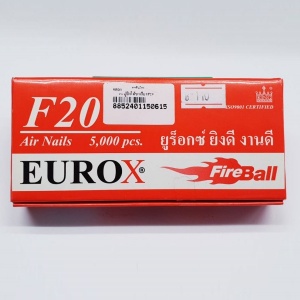 8852401150615
ISO9001 CERTIFIED
F20
Air Nails 5,000 pcs.
ยูร็อกซ์ ยิงดี งานดี
EUROX®
FireBall